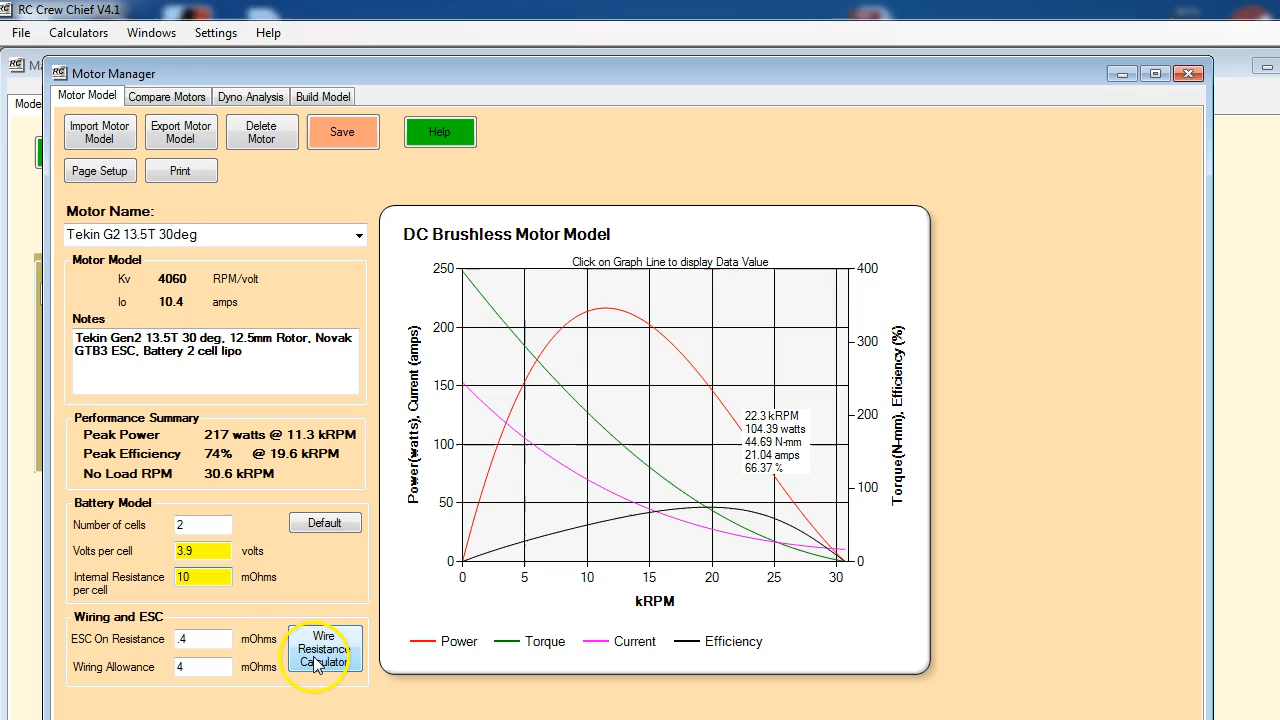 RC Crew Chief V4.1
File Calculators Windows Settings Help
Motor Manager
Motor Model Compare Motors Dyno Analysis Build Model
Mode
Import Motor Model Export Motor Model Delete Motor Save Help
Page Setup Print
Motor Name:
Tekin G2 13.5T 30deg
Motor Model
Kv 4060 RPM/volt
Io 10.4 amps
Notes
Tekin Gen2 13.5T 30 deg, 12.5mm Rotor, Novak
GTB3 ESC, Battery 2 cell lipo
Performance Summary
Peak Power 217 watts @ 11.3 kRPM
Peak Efficiency 74% @ 19.6 kRPM
No Load RPM 30.6 kRPM
Battery Model
Number of cells 2 Default
Volts per cell 3.9 volts
Internal Resistance per cell 10 mOhms
Wiring and ESC
ESC On Resistance .4 mOhms
Wiring Allowance 4 mOhms
Wire Resistance Calculator
DC Brushless Motor Model
Click on Graph Line to display Data Value
250 400
200
300
150
200
100
100
50
0 0
Power(watts), Current (amps)
Torque(N-mm), Efficiency (%)
22.3 kRPM
104.39 watts
44.69 N-mm
21.04 amps
66.37 %
0 5 10 15 20 25 30
kRPM
Power Torque Current Efficiency